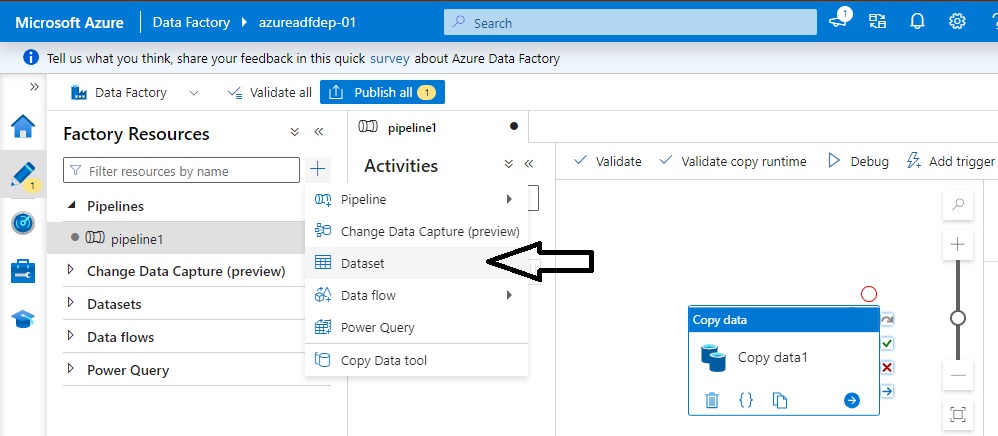 Microsoft Azure Data Factory azureadfdep-01 Search 1
Tell us what you think, share your feedback in this quick survey about Azure Data Factory
Data Factory Validate all Publish all 1
Factory Resources
Filter resources by name
Pipelines
pipeline1
Change Data Capture (preview)
Datasets
Data flows
Power Query
1
Pipeline
Change Data Capture (preview)
Dataset
Data flow
Power Query
Copy Data tool
pipeline1
Activities
Validate Validate copy runtime Debug Add trigger
Copy data
Copy data1